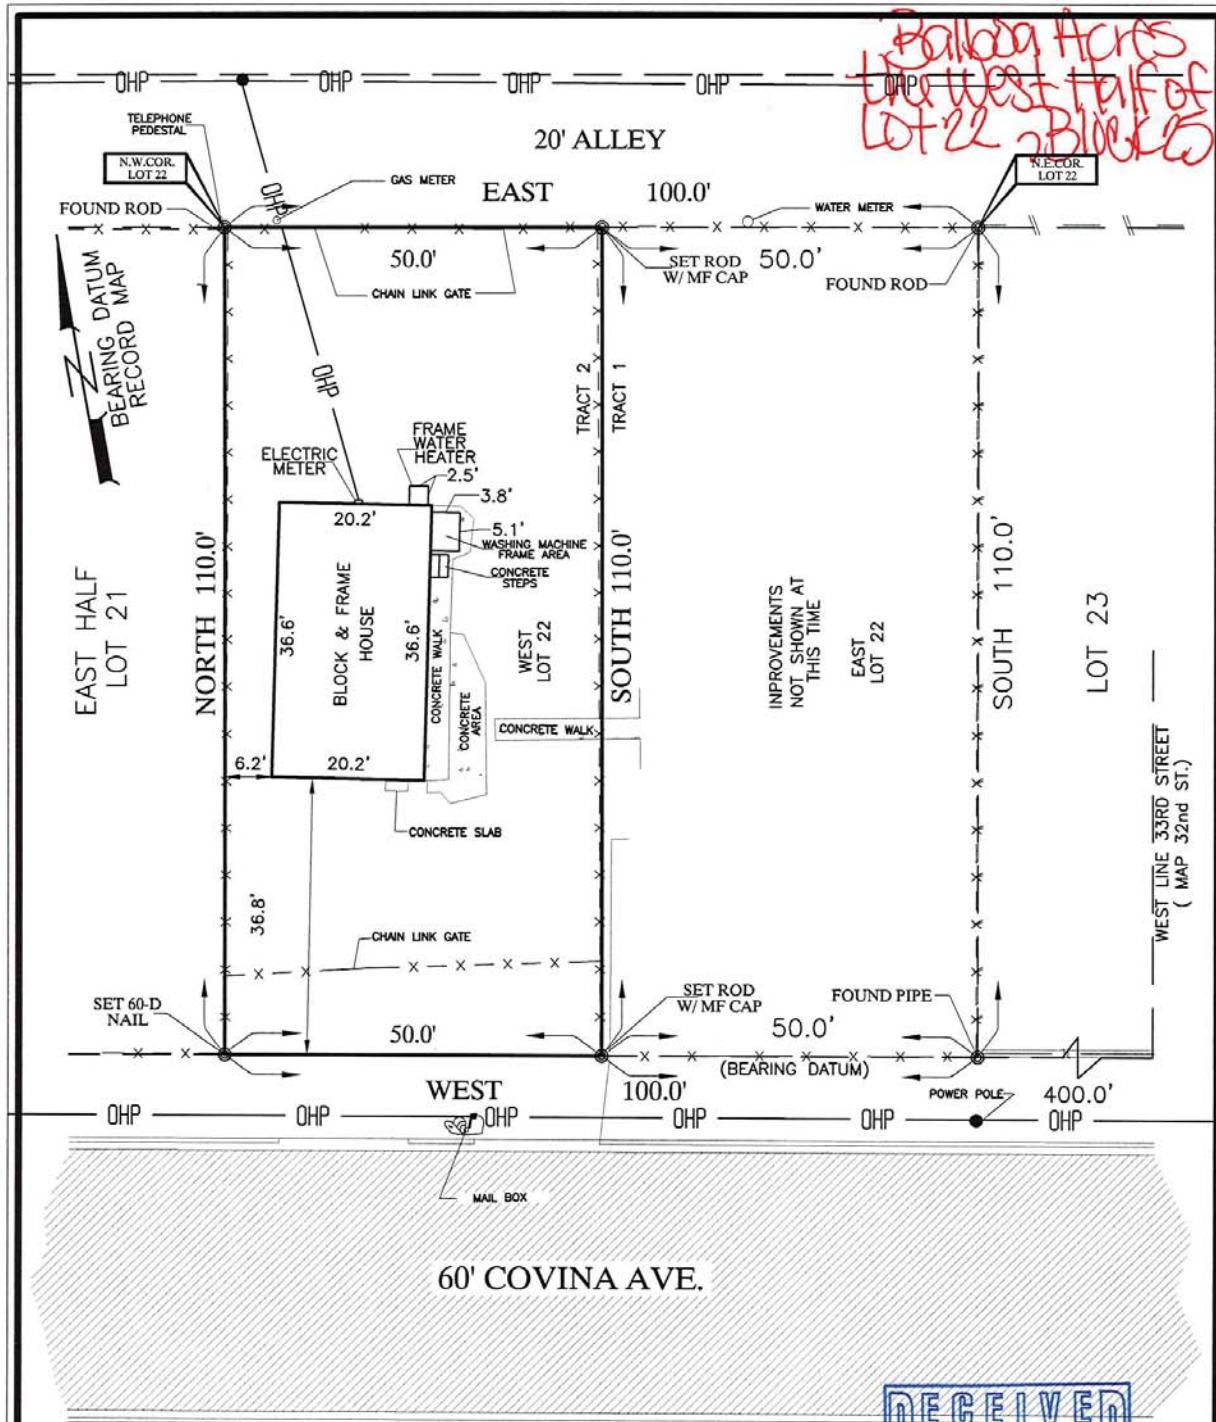 Balboa Acres
the West Half of
Lot 22, Block 25
OHP
OHP
OHP
OHP
OHP
TELEPHONE
PEDESTAL
20' ALLEY
N.W.COR.
LOT 22
N.E.COR.
LOT 22
OHP
GAS METER
EAST
100.0'
WATER METER
FOUND ROD
50.0'
SET ROD
W/ MF CAP
50.0'
FOUND ROD
CHAIN LINK GATE
BEARING DATUM
RECORD MAP
OHP
TRACT 2
TRACT 1
FRAME
WATER
HEATER
ELECTRIC
METER
2.5'
3.8'
20.2'
5.1'
WASHING MACHINE
FRAME AREA
CONCRETE
STEPS
EAST HALF
LOT 21
NORTH 110.0'
36.6'
BLOCK & FRAME
HOUSE
36.6'
CONCRETE WALK
CONCRETE
AREA
WEST
LOT 22
SOUTH 110.0'
INPROVEMENTS
NOT SHOWN AT
THIS TIME
EAST
LOT 22
SOUTH 110.0'
LOT 23
CONCRETE WALK
WEST LINE 33RD STREET
( MAP 32nd ST.)
6.2'
20.2'
CONCRETE SLAB
36.8'
CHAIN LINK GATE
SET 60-D
NAIL
SET ROD
W/ MF CAP
FOUND PIPE
50.0'
50.0'
(BEARING DATUM)
WEST
100.0'
POWER POLE
400.0'
OHP
OHP
OHP
OHP
OHP
OHP
MAIL BOX
60' COVINA AVE.
RECEIVED